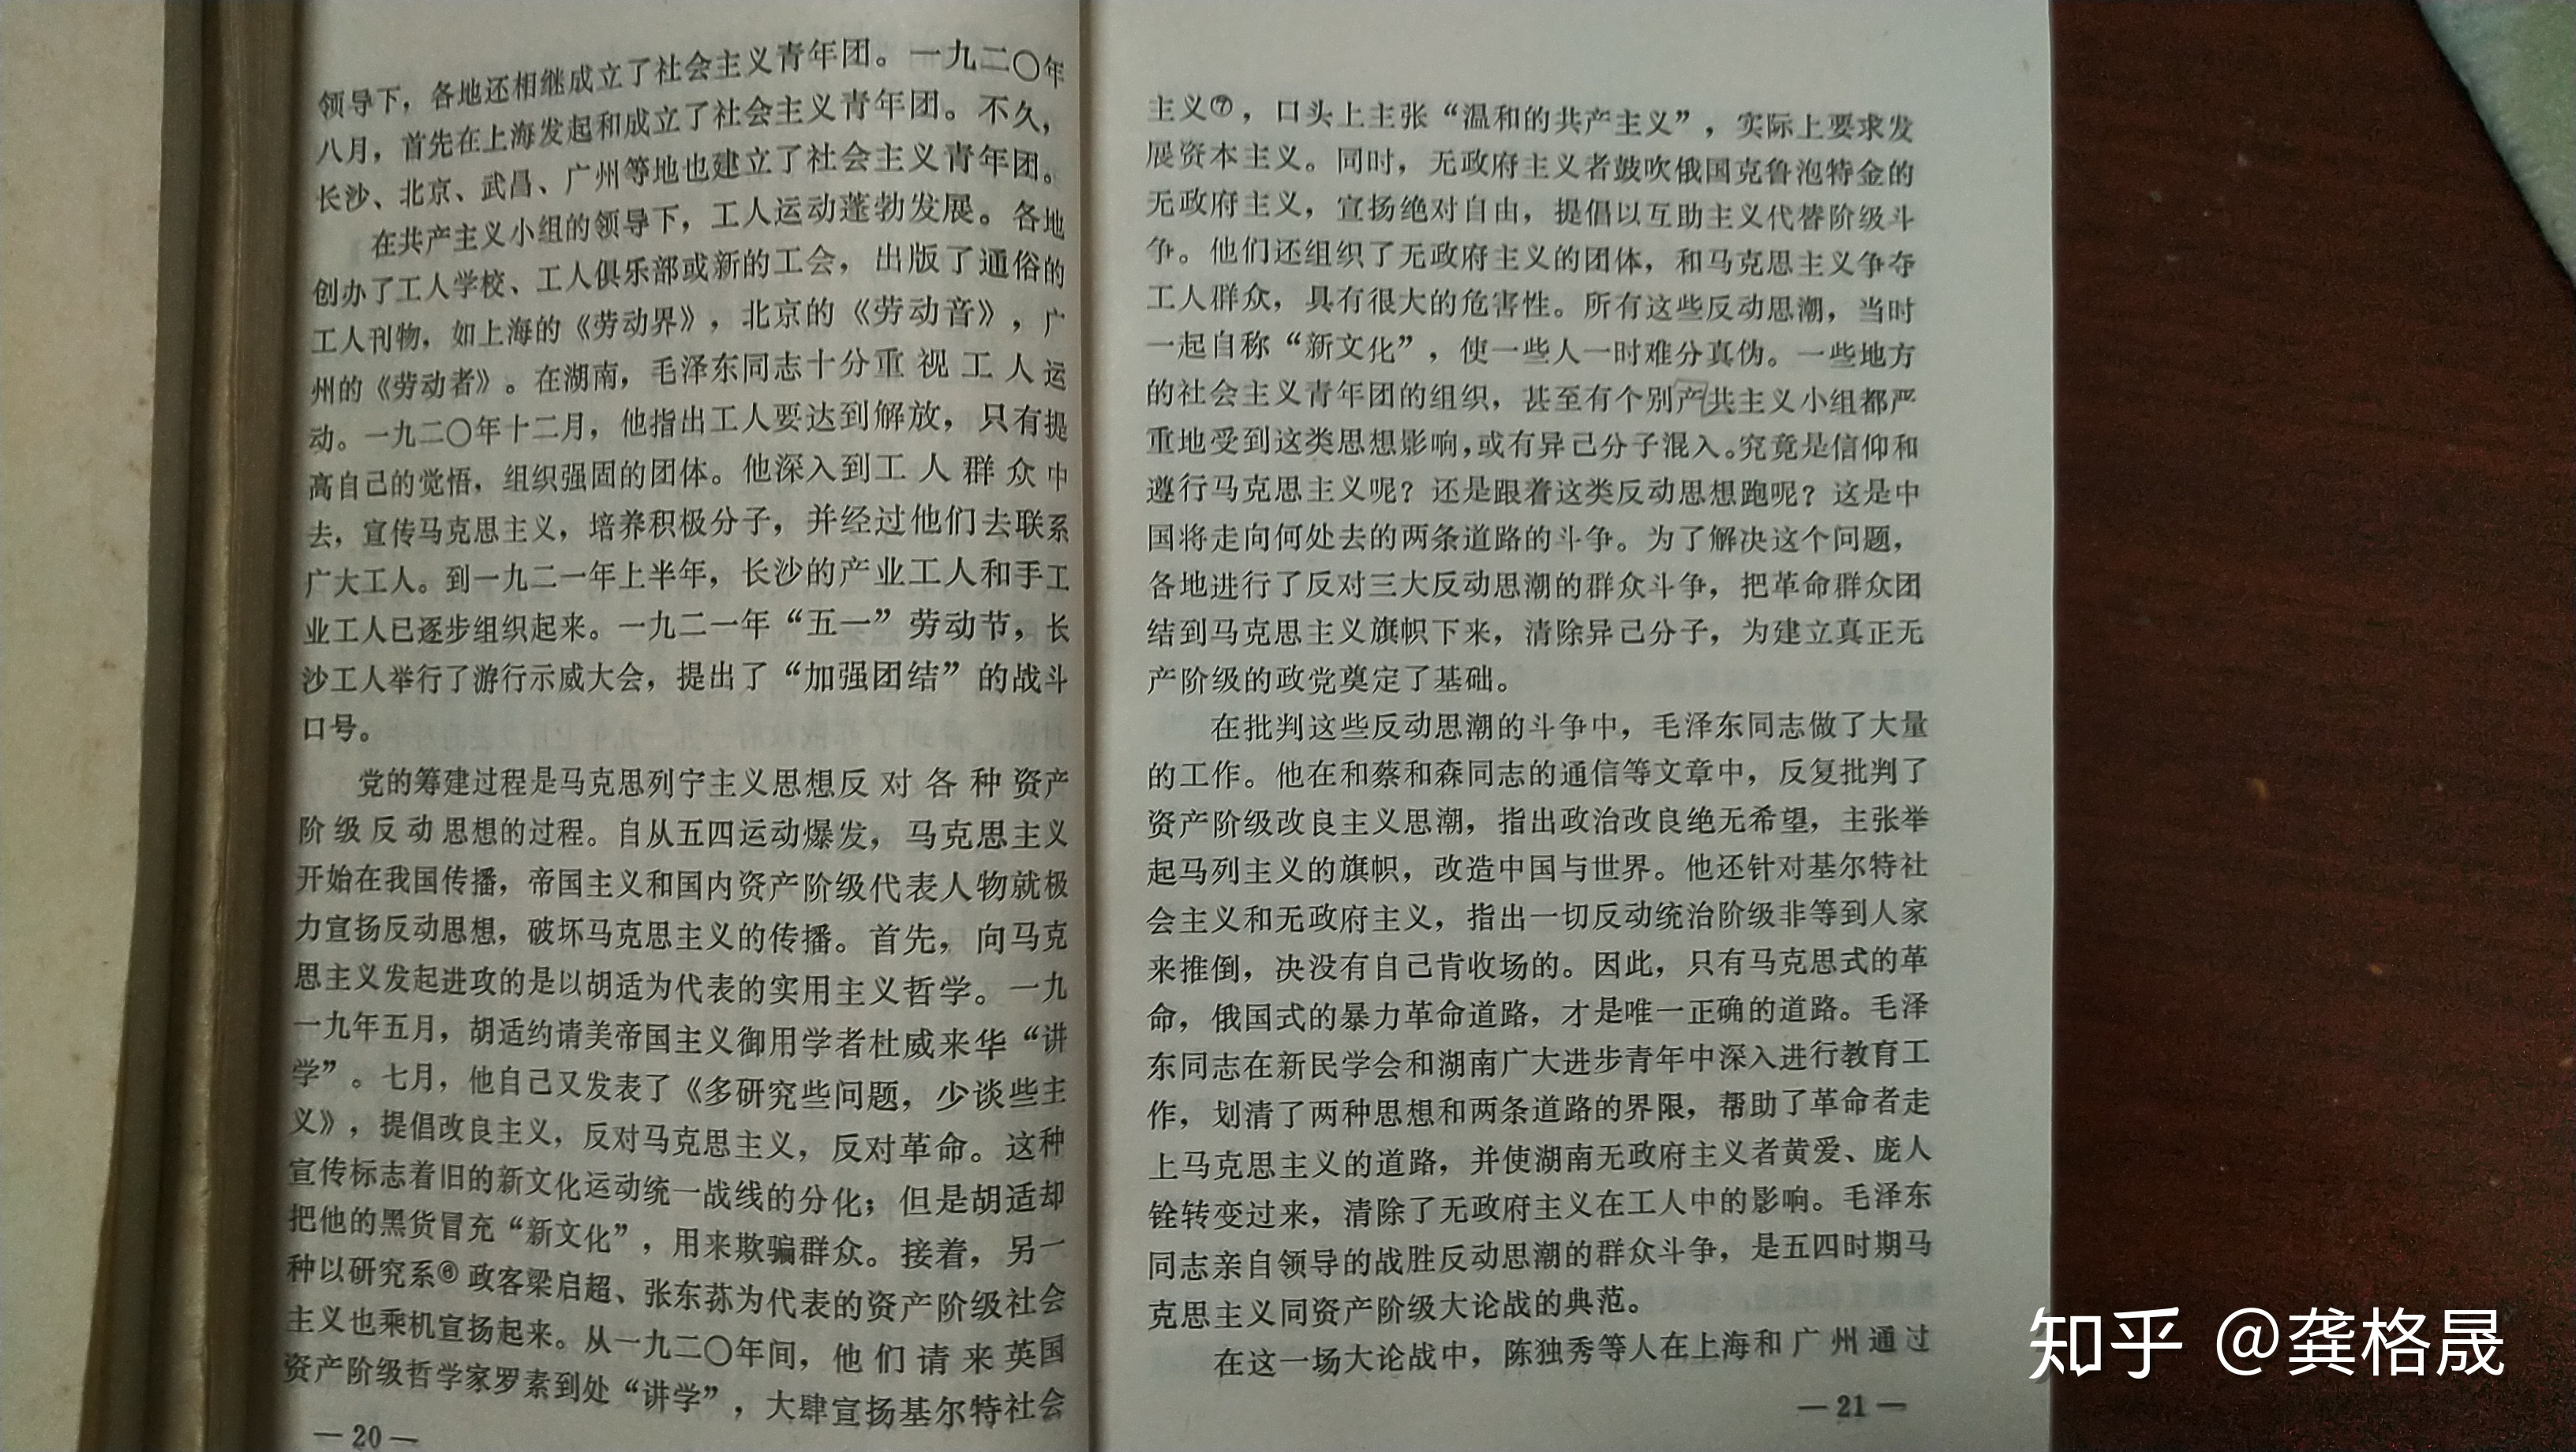 领导下，各地还相继成立了社会主义青年团。一九二〇年
八月，首先在上海发起和成立了社会主义青年团。不久，
长沙、北京、武昌、广州等地也建立了社会主义青年团。
在共产主义小组的领导下，工人运动蓬勃发展。各地
创办了工人学校、工人俱乐部或新的工会，出版了通俗的
工人刊物，如上海的《劳动界》，北京的《劳动音》，广
州的《劳动者》。在湖南，毛泽东同志十分重视工人运
动。一九二〇年十二月，他指出工人要达到解放，只有提
高自己的觉悟，组织强固的团体。他深入到工人群众中
去，宣传马克思主义，培养积极分子，并经过他们去联系
广大工人。到一九二一年上半年，长沙的产业工人和手工
业工人已逐步组织起来。一九二一年“五一”劳动节，长
沙工人举行了游行示威大会，提出了“加强团结”的战斗
口号。
党的筹建过程是马克思列宁主义思想反对各种资产
阶级反动思想的过程。自从五四运动爆发，马克思主义
开始在我国传播，帝国主义和国内资产阶级代表人物就极
力宣扬反动思想，破坏马克思主义的传播。首先，向马克
思主义发起进攻的是以胡适为代表的实用主义哲学。一九
一九年五月，胡适约请美帝国主义御用学者杜威来华“讲
学”。七月，他自己又发表了《多研究些问题，少谈些主
义》，提倡改良主义，反对马克思主义，反对革命。这种
宣传标志着旧的新文化运动统一战线的分化；但是胡适却
把他的黑货冒充“新文化”，用来欺骗群众。接着，另一
种以研究系⑥政客梁启超、张东荪为代表的资产阶级社会
主义也乘机宣扬起来。从一九二〇年间，他们请来英国
资产阶级哲学家罗素到处“讲学”，大肆宣扬基尔特社会
— 20 —
主义⑦，口头上主张“温和的共产主义”，实际上要求发
展资本主义。同时，无政府主义者鼓吹俄国克鲁泡特金的
无政府主义，宣扬绝对自由，提倡以互助主义代替阶级斗
争。他们还组织了无政府主义的团体，和马克思主义争夺
工人群众，具有很大的危害性。所有这些反动思潮，当时
一起自称“新文化”，使一些人一时难分真伪。一些地方
的社会主义青年团的组织，甚至有个别产共主义小组都严
重地受到这类思想影响，或有异己分子混入。究竟是信仰和
遵行马克思主义呢？还是跟着这类反动思想跑呢？这是中
国将走向何处去的两条道路的斗争。为了解决这个问题，
各地进行了反对三大反动思潮的群众斗争，把革命群众团
结到马克思主义旗帜下来，清除异己分子，为建立真正无
产阶级的政党奠定了基础。
在批判这些反动思潮的斗争中，毛泽东同志做了大量
的工作。他在和蔡和森同志的通信等文章中，反复批判了
资产阶级改良主义思潮，指出政治改良绝无希望，主张举
起马列主义的旗帜，改造中国与世界。他还针对基尔特社
会主义和无政府主义，指出一切反动统治阶级非等到人家
来推倒，决没有自己肯收场的。因此，只有马克思式的革
命，俄国式的暴力革命道路，才是唯一正确的道路。毛泽
东同志在新民学会和湖南广大进步青年中深入进行教育工
作，划清了两种思想和两条道路的界限，帮助了革命者走
上马克思主义的道路，并使湖南无政府主义者黄爱、庞人
铨转变过来，清除了无政府主义在工人中的影响。毛泽东
同志亲自领导的战胜反动思潮的群众斗争，是五四时期马
克思主义同资产阶级大论战的典范。
在这一场大论战中，陈独秀等人在上海和广州通过
— 21 —
知乎 @龚格晟